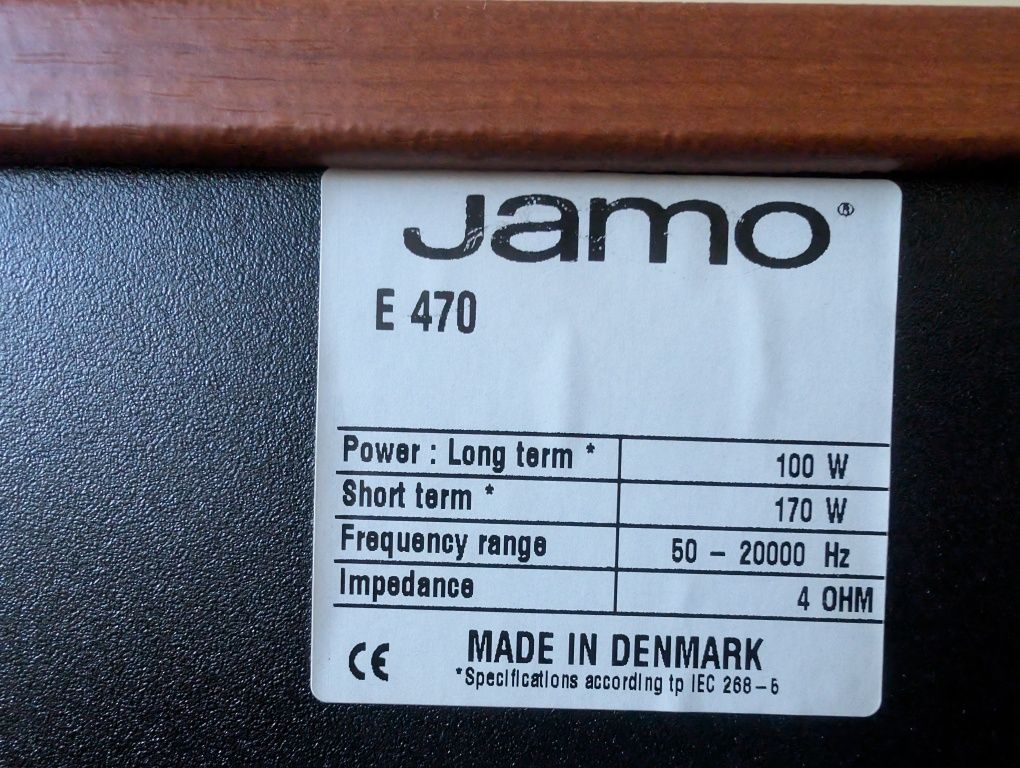 Jamo®
E 470
Power : Long term * 100 W
Short term * 170 W
Frequency range 50 – 20000 Hz
Impedance 4 OHM
CE MADE IN DENMARK
*Specifications according tp IEC 268–5